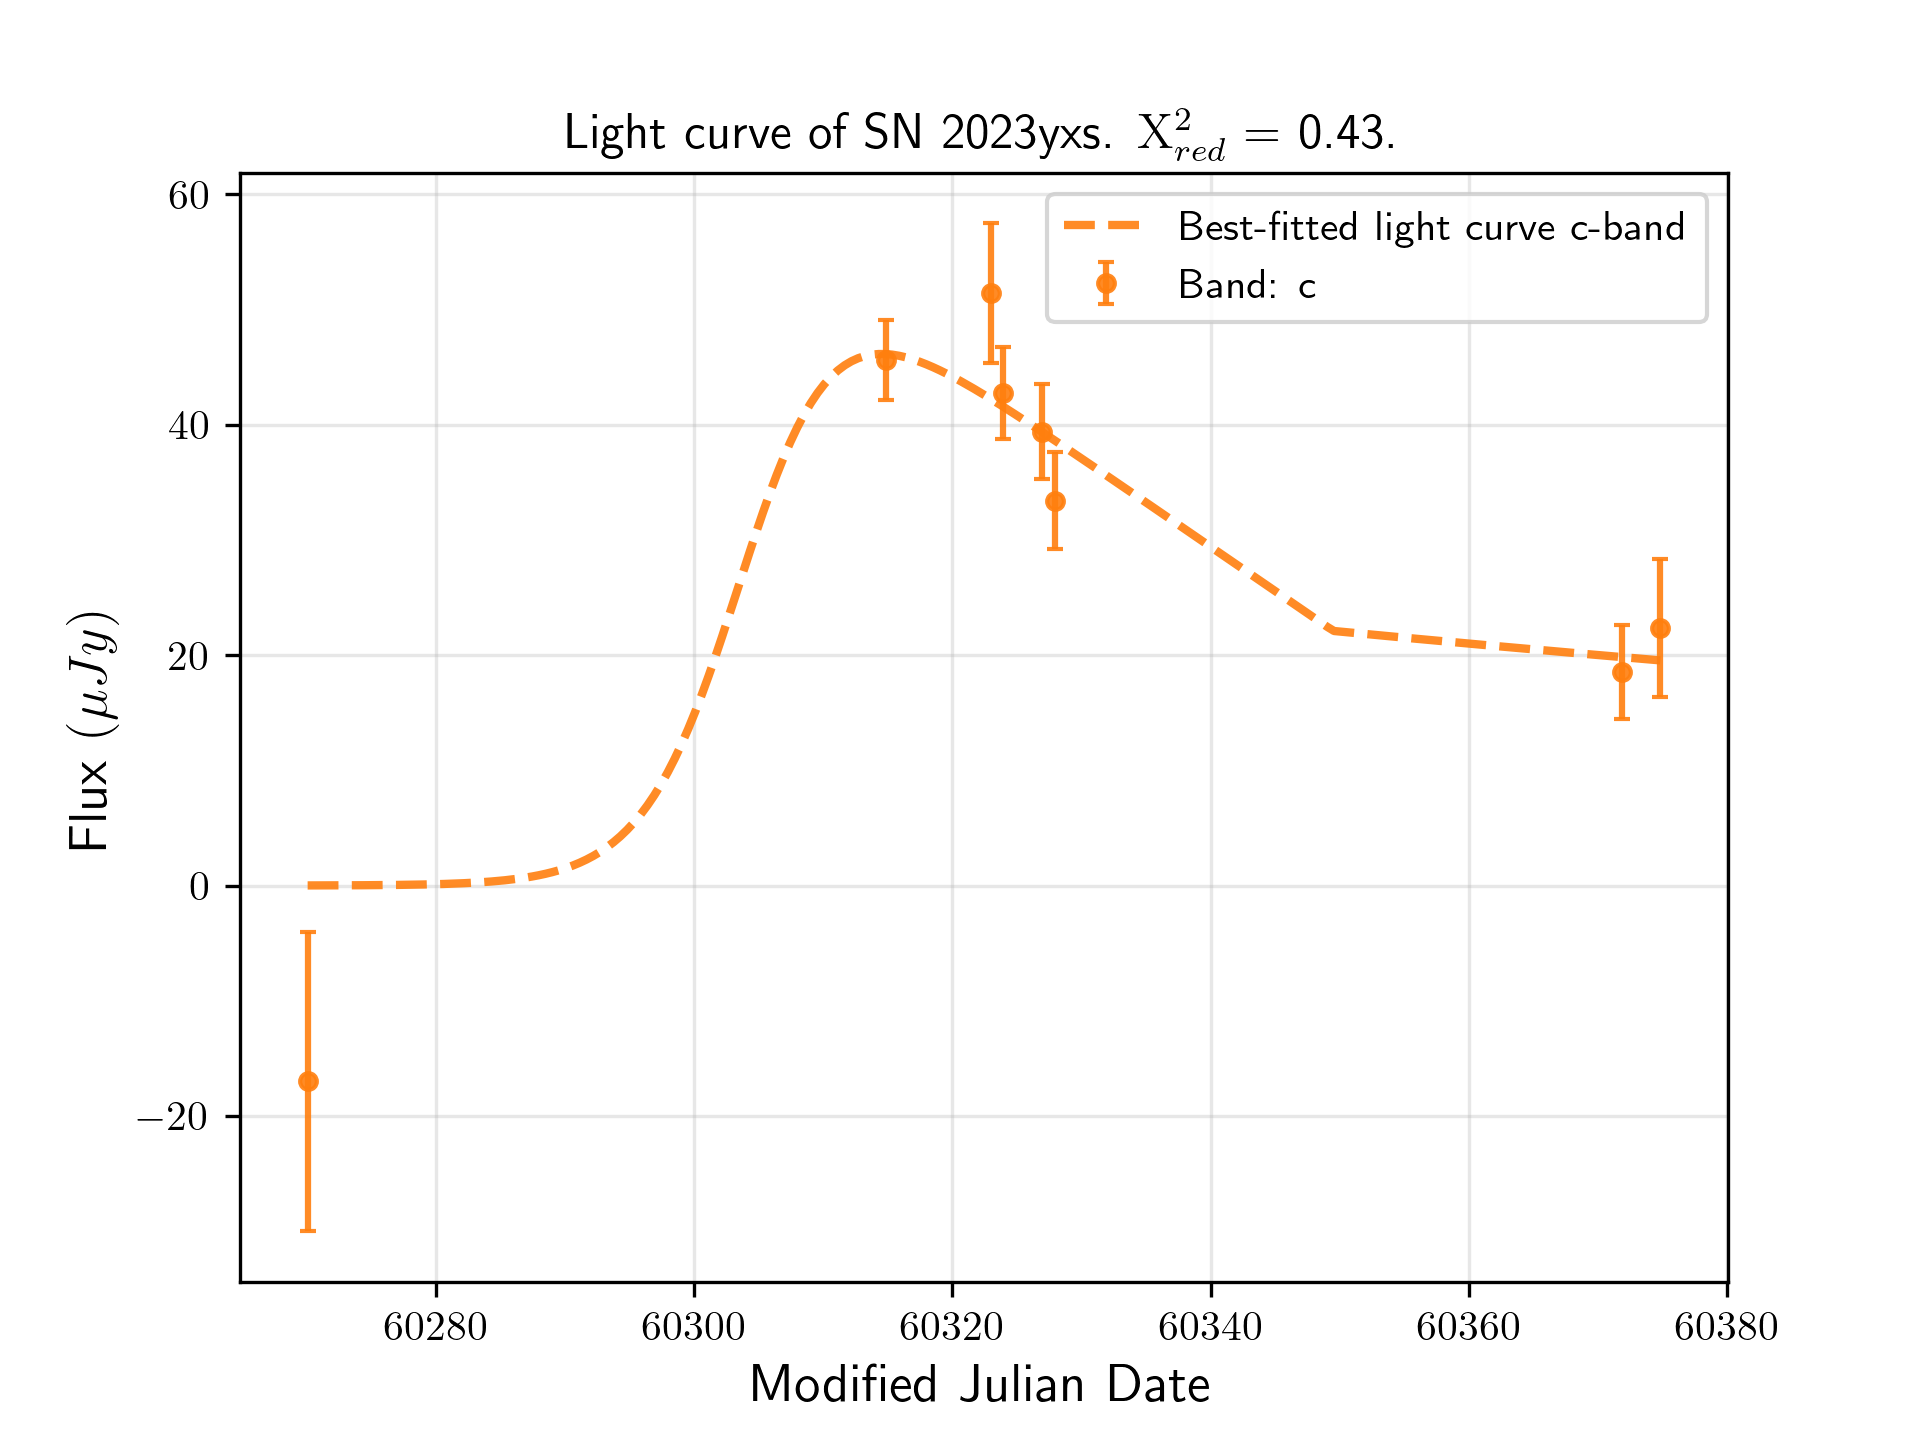 Light curve of SN 2023yxs. X²_red = 0.43.
60
40
20
0
−20
Flux (μJy)
Best-fitted light curve c-band
Band: c
60280 60300 60320 60340 60360 60380
Modified Julian Date